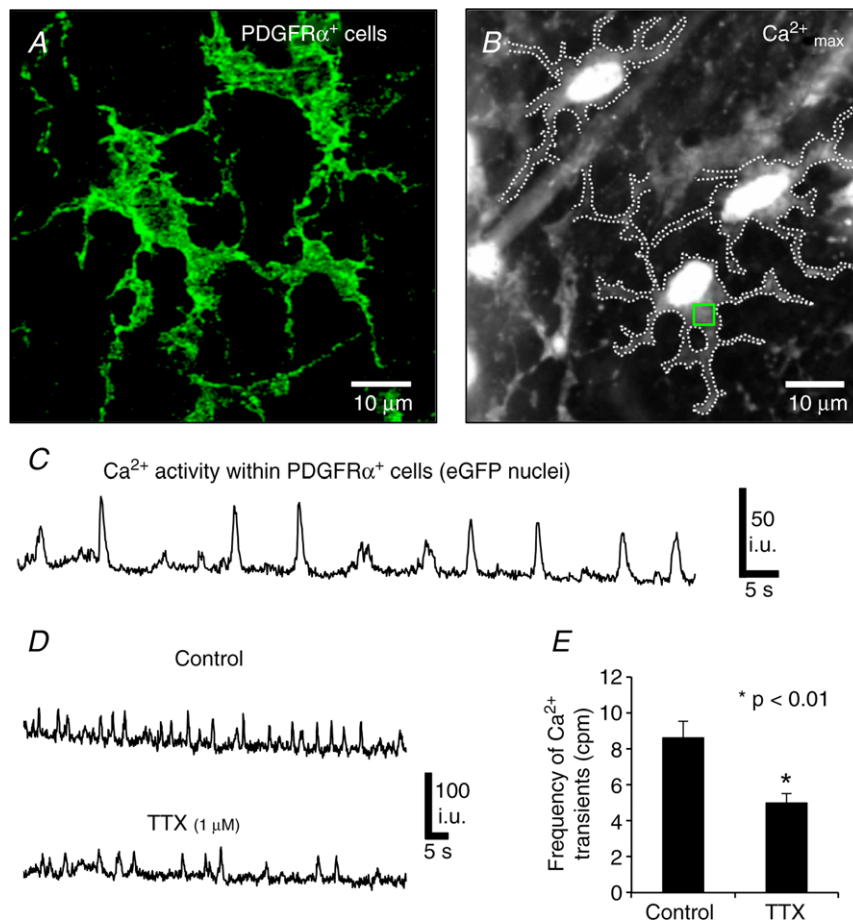 A
PDGFRα⁺ cells
10 μm
B
Ca²⁺ max
10 μm
C
Ca²⁺ activity within PDGFRα⁺ cells (eGFP nuclei)
50
i.u.
5 s
D
Control
TTX (1 μM)
100
i.u.
5 s
E
Frequency of Ca²⁺
transients (cpm)
12
10
8
6
4
2
0
* p < 0.01
*
Control
TTX